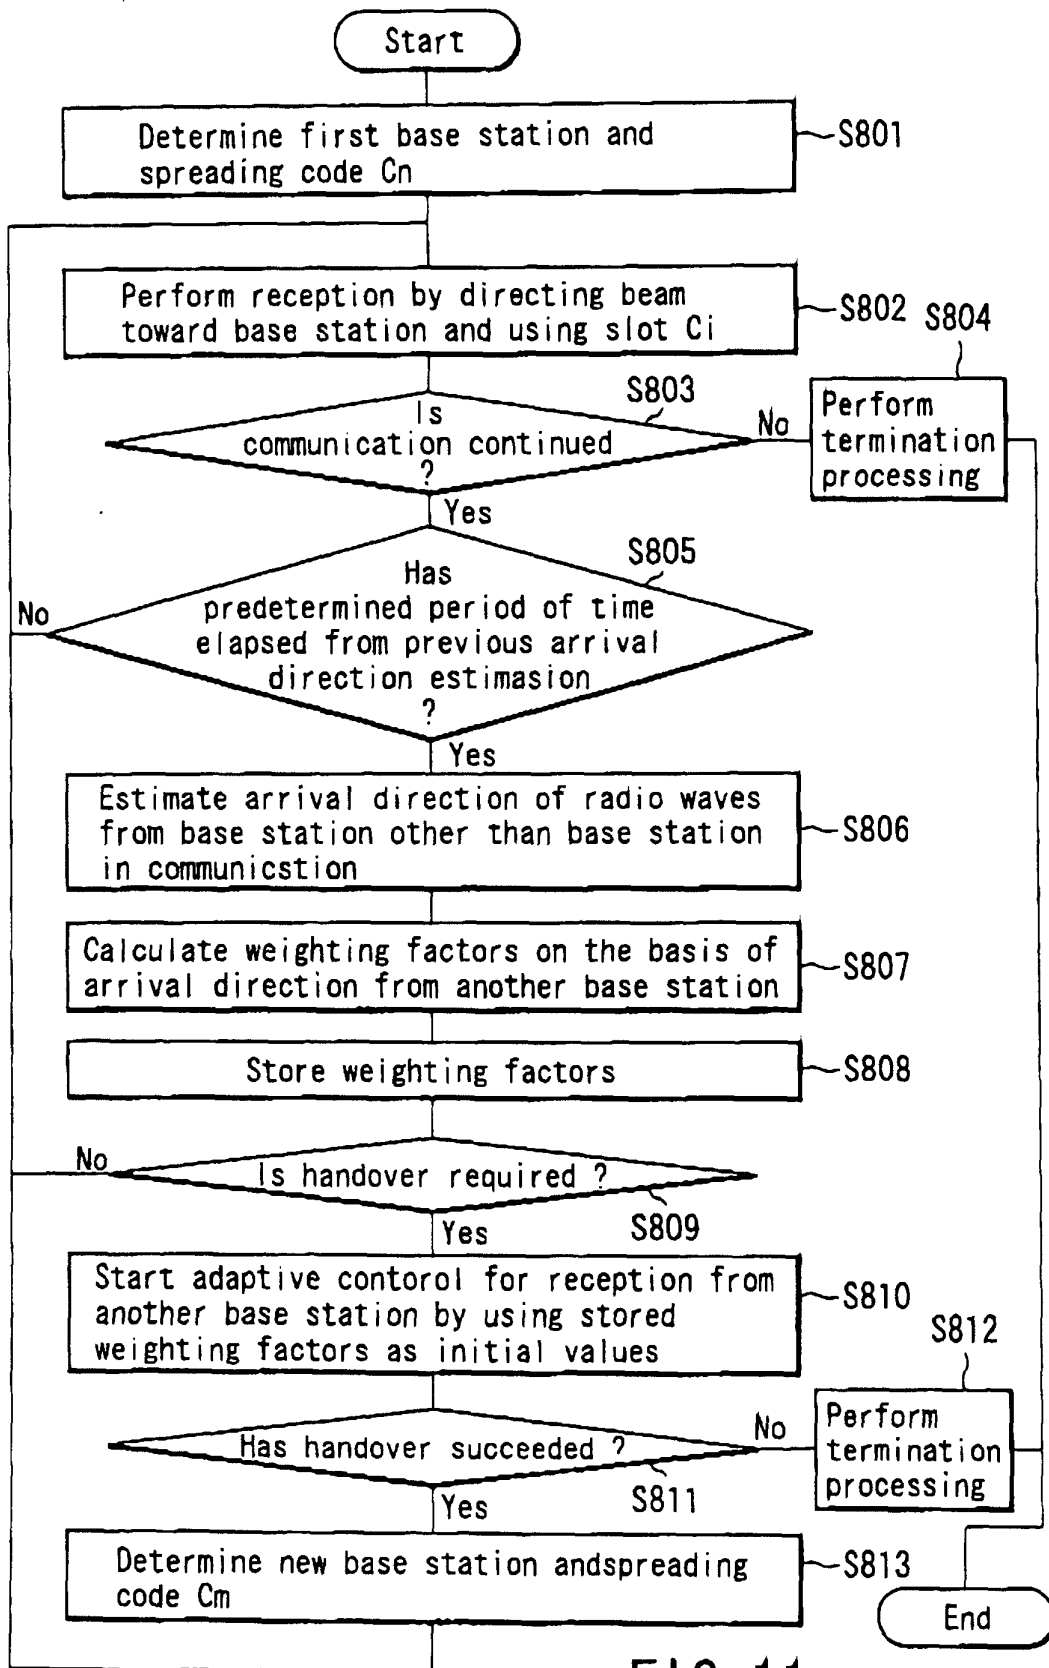 Start
Determine first base station and
spreading code Cn
S801
Perform reception by directing beam
toward base station and using slot Ci
S802
S804
Is
communication continued
?
S803
No
Perform
termination
processing
Yes
Has
predetermined period of time
elapsed from previous arrival
direction estimasion
?
S805
No
Yes
Estimate arrival direction of radio waves
from base station other than base station
in communicstion
S806
Calculate weighting factors on the basis of
arrival direction from another base station
S807
Store weighting factors
S808
Is handover required ?
No
S809
Yes
Start adaptive contorol for reception from
another base station by using stored
weighting factors as initial values
S810
S812
Has handover succeeded ?
No
Perform
termination
processing
S811
Yes
Determine new base station andspreading
code Cm
S813
End
FIG. 11